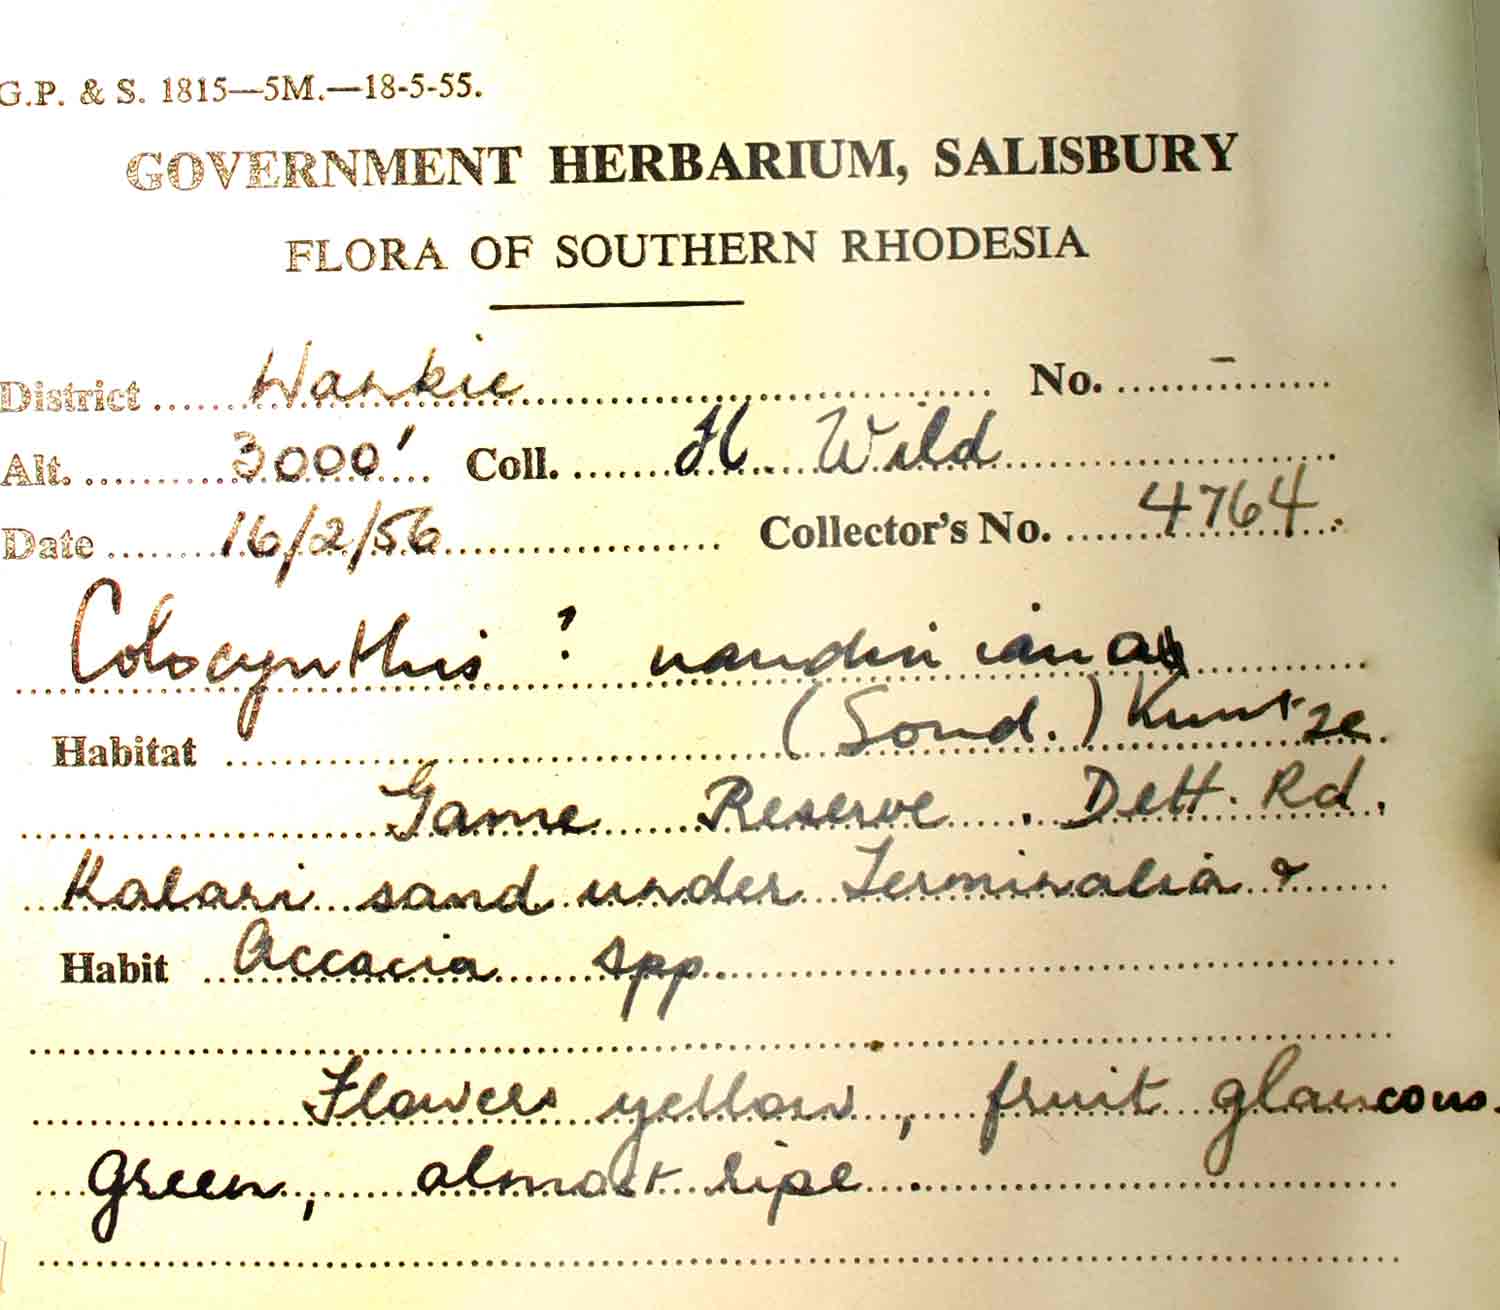 G.P. & S. 1815—5M.—18-5-55.
GOVERNMENT HERBARIUM, SALISBURY
FLORA OF SOUTHERN RHODESIA
District Wankie No. –
Alt. 3000' Coll. H. Wild
Date 16/2/56 Collector's No. 4764
Colocynthis ? naudiniana
(Sond.) Kuntze
Habitat
Game Reserve. Dett. Rd.
Kalari sand under Terminalia &
Habit Accacia spp.
Flowers yellow, fruit glaucous
green, almost ripe.